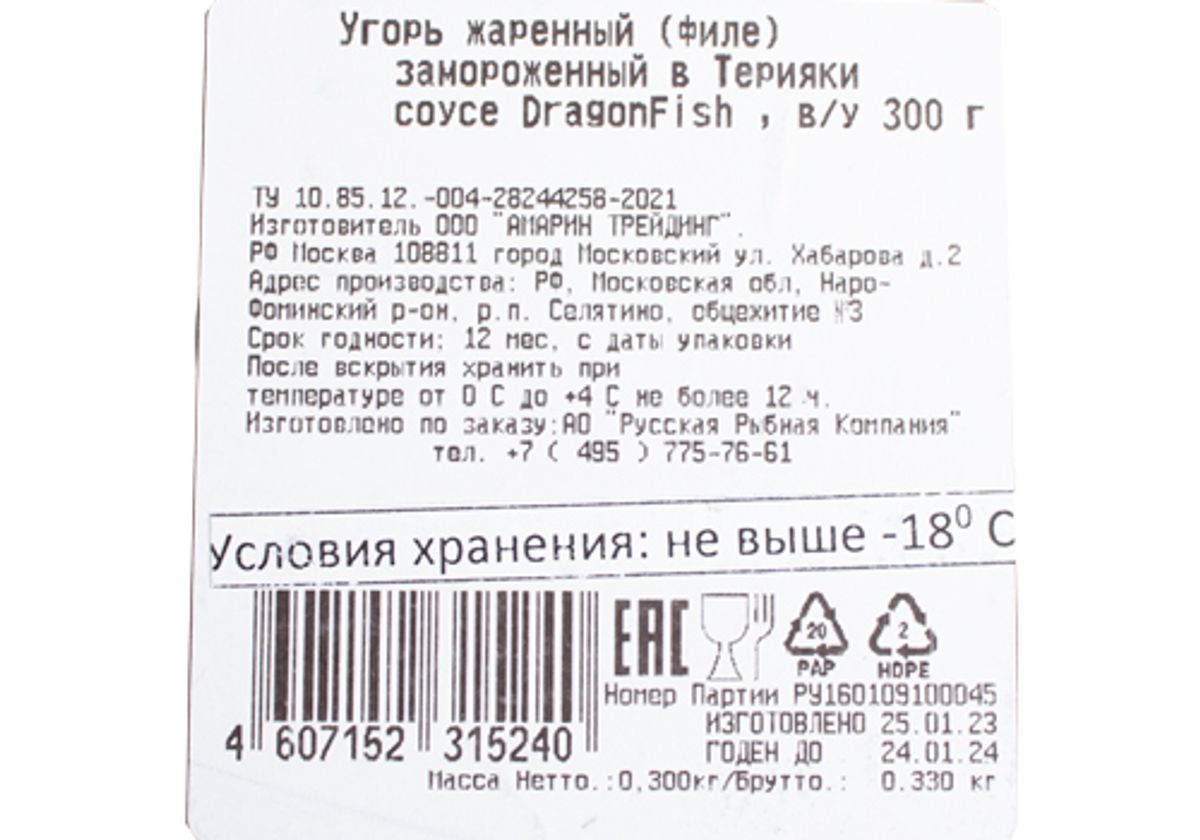 Угорь жаренный (филе)
замороженный в Терияки
соусе DragonFish , в/у 300 г
ТУ 10.85.12.-004-28244258-2021
Изготовитель ООО "АМАРИН ТРЕЙДИНГ".
РФ Москва 108811 город Московский ул. Хабарова д.2
Адрес производства: РФ, Московская обл, Наро-
Фоминский р-он, р.п. Селятино, общежитие №3
Срок годности: 12 мес, с даты упаковки
После вскрытия хранить при
температуре от 0 С до +4 С не более 12 ч.
Изготовлено по заказу:АО "Русская Рыбная Компания"
тел. +7 ( 495 ) 775-76-61
Условия хранения: не выше -18⁰ С
EAC
20
PAP
2
HDPE
Номер Партии РУ160109100045
ИЗГОТОВЛЕНО 25.01.23
ГОДЕН ДО 24.01.24
4 607152 315240
Масса Нетто.:0,300кг/Брутто.: 0.330 кг